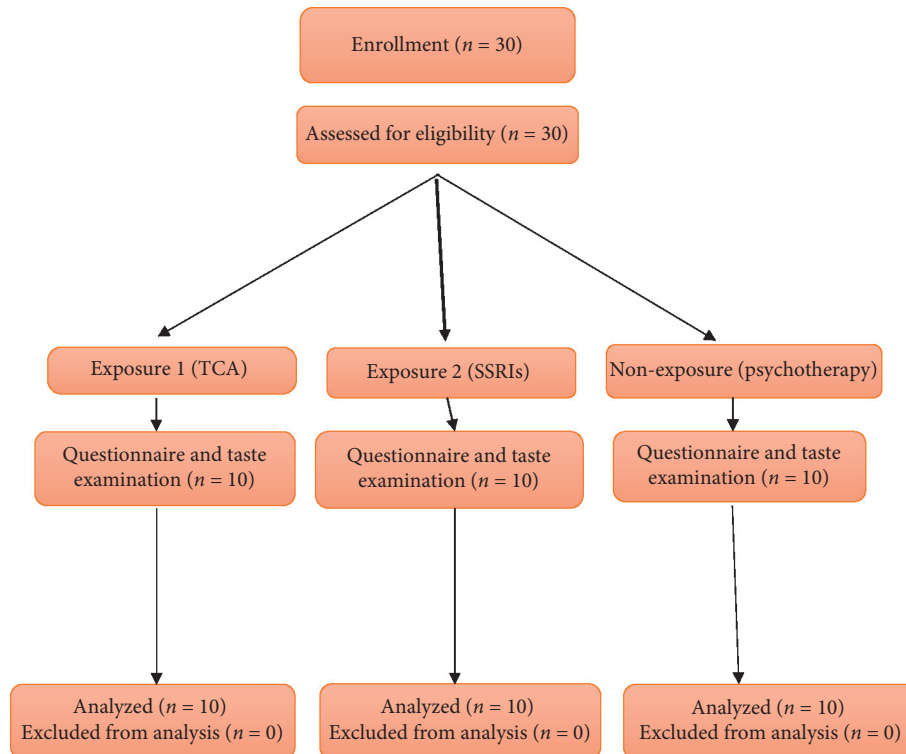 Enrollment (n = 30)
Assessed for eligibility (n = 30)
Exposure 1 (TCA)
Exposure 2 (SSRIs)
Non-exposure (psychotherapy)
Questionnaire and taste
examination (n = 10)
Questionnaire and taste
examination (n = 10)
Questionnaire and taste
examination (n = 10)
Analyzed (n = 10)
Excluded from analysis (n = 0)
Analyzed (n = 10)
Excluded from analysis (n = 0)
Analyzed (n = 10)
Excluded from analysis (n = 0)